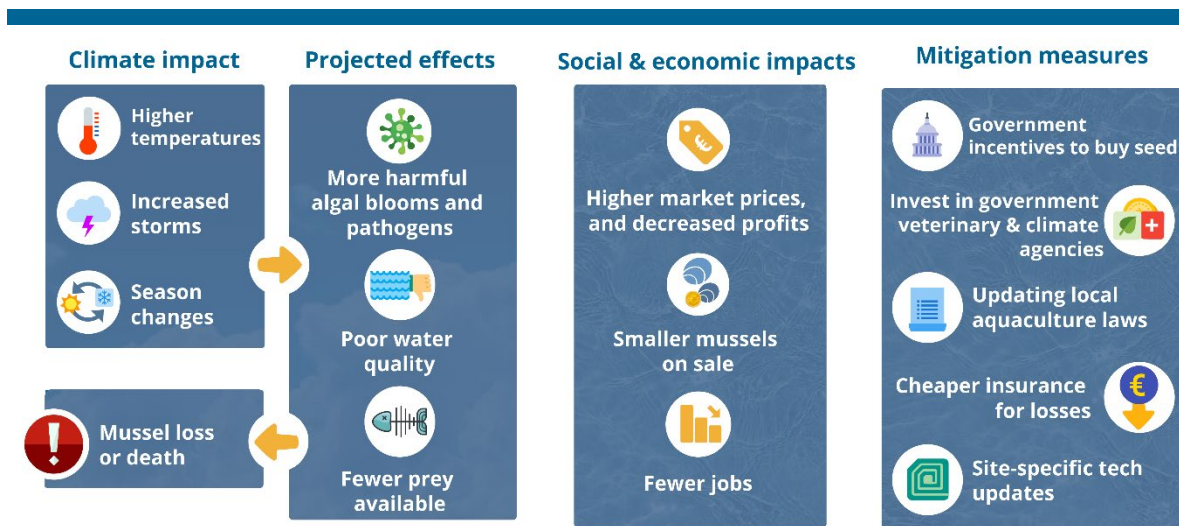 Climate impact
Higher
temperatures
Increased
storms
Season
changes
Mussel loss
or death
Projected effects
More harmful
algal blooms and
pathogens
Poor water
quality
Fewer prey
available
Social & economic impacts
Higher market prices,
and decreased profits
Smaller mussels
on sale
Fewer jobs
Mitigation measures
Government
incentives to buy seed
Invest in government
veterinary & climate
agencies
Updating local
aquaculture laws
Cheaper insurance
for losses
€
Site-specific tech
updates